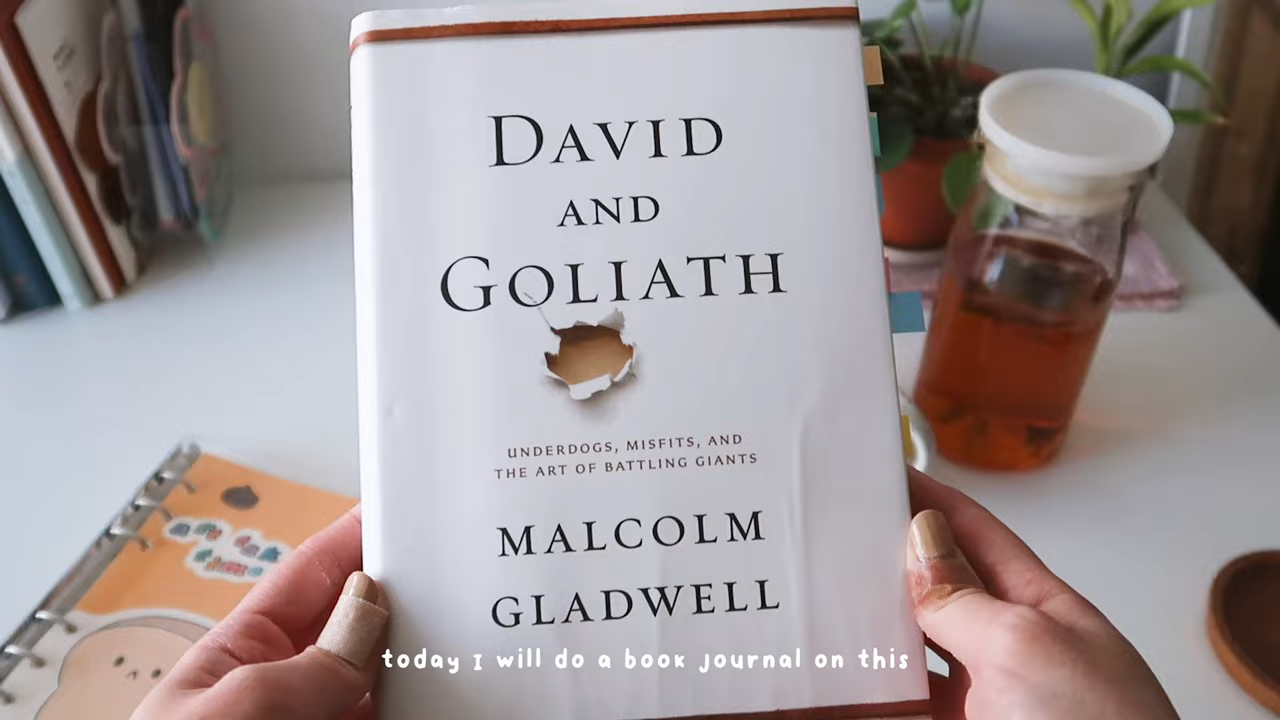 DAVID
AND
GOLIATH
UNDERDOGS, MISFITS, AND
THE ART OF BATTLING GIANTS
MALCOLM
GLADWELL
today I will do a book journal on this